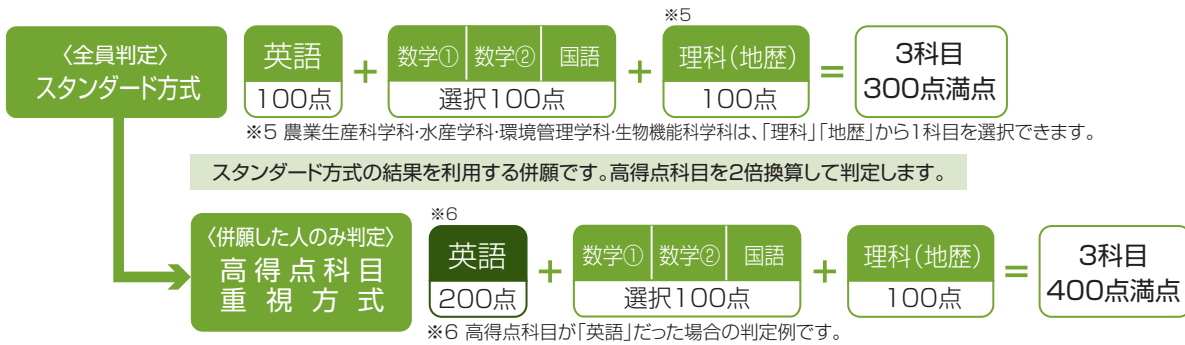 〈全員判定〉
スタンダード方式
英語
100点
+
数学① 数学② 国語
選択100点
+
※5
理科(地歴)
100点
=
3科目
300点満点
※5 農業生産科学科・水産学科・環境管理学科・生物機能科学科は、「理科」「地歴」から1科目を選択できます。
スタンダード方式の結果を利用する併願です。高得点科目を2倍換算して判定します。
〈併願した人のみ判定〉
高得点科目
重視方式
※6
英語
200点
+
数学① 数学② 国語
選択100点
+
理科(地歴)
100点
=
3科目
400点満点
※6 高得点科目が「英語」だった場合の判定例です。